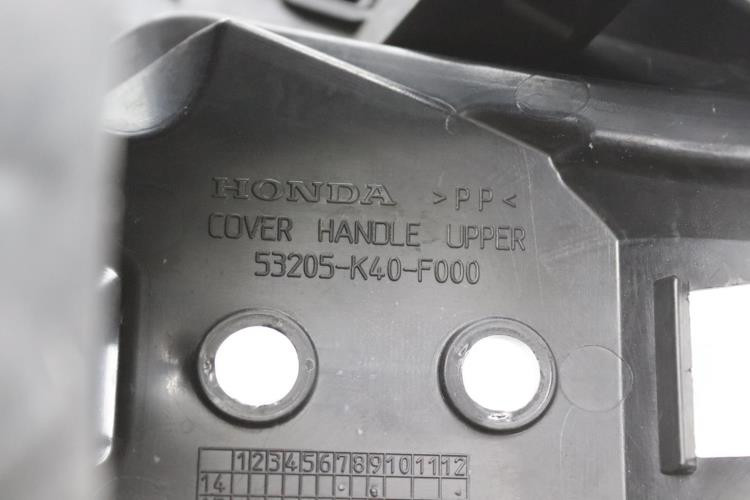 HONDA >PP<
COVER HANDLE UPPER
53205-K40-F000
1 2 3 4 5 6 7 8 9 10 11 12
14